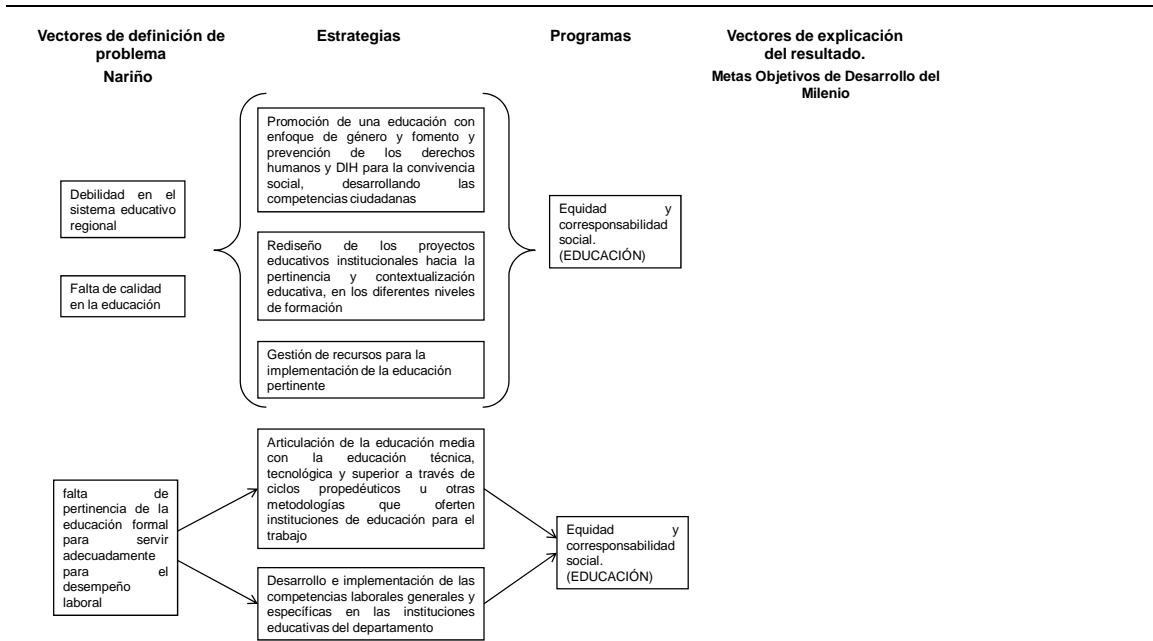 Vectores de definición de
problema
Nariño
Estrategias
Programas
Vectores de explicación
del resultado.
Metas Objetivos de Desarrollo del
Milenio
Debilidad en el
sistema educativo
regional
Falta de calidad
en la educación
Promoción de una educación con
enfoque de género y fomento y
prevención de los derechos
humanos y DIH para la convivencia
social, desarrollando las
competencias ciudadanas
Rediseño de los proyectos
educativos institucionales hacia la
pertinencia y contextualización
educativa, en los diferentes niveles
de formación
Gestión de recursos para la
implementación de la educación
pertinente
Equidad y
corresponsabilidad
social.
(EDUCACIÓN)
falta de
pertinencia de la
educación formal
para servir
adecuadamente
para el
desempeño
laboral
Articulación de la educación media
con la educación técnica,
tecnológica y superior a través de
ciclos propedéuticos u otras
metodologías que oferten
instituciones de educación para el
trabajo
Desarrollo e implementación de las
competencias laborales generales y
específicas en las instituciones
educativas del departamento
Equidad y
corresponsabilidad
social.
(EDUCACIÓN)